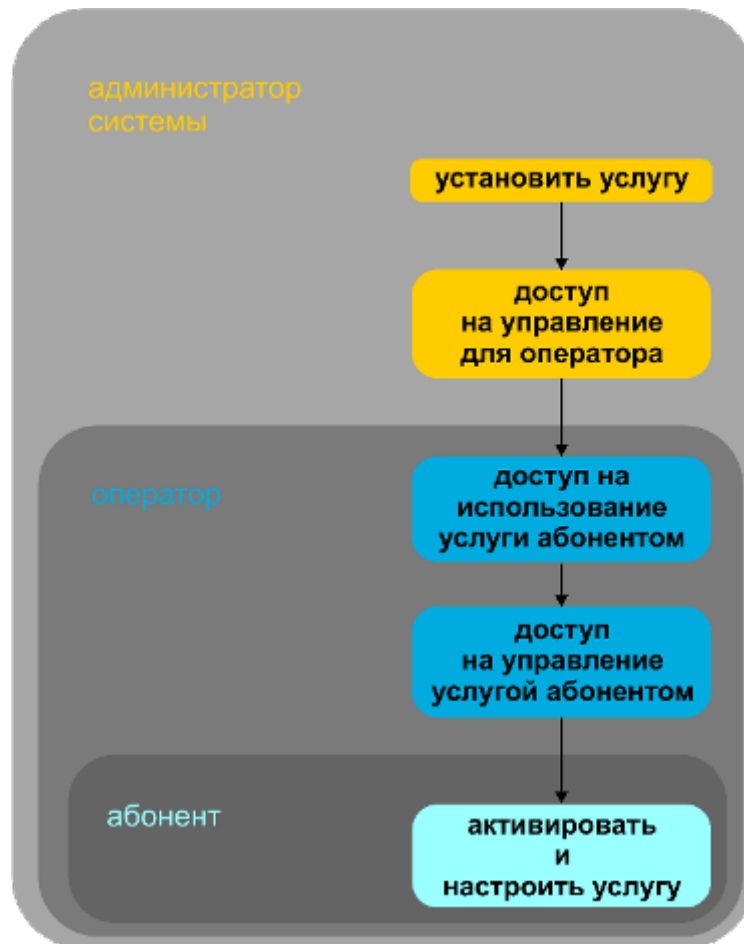 администратор
системы
установить услугу
доступ
на управление
для оператора
оператор
доступ на
использование
услуги абонентом
доступ
на управление
услугой абонентом
абонент
активировать
и
настроить услугу